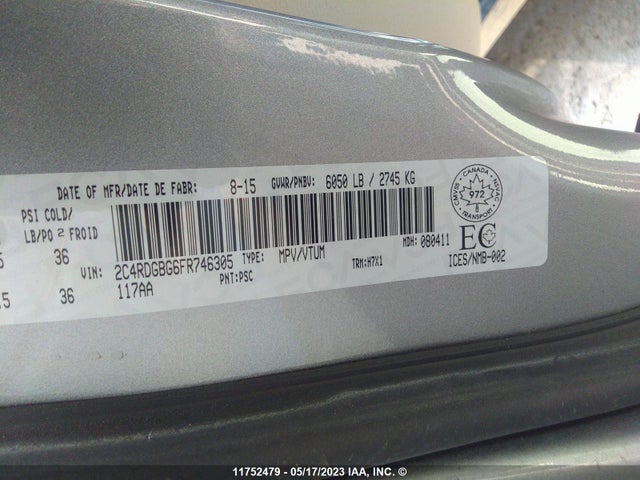 DATE OF MFR/DATE DE FABR: 8-15 GVWR/PNBV: 6050 LB / 2745 KG
PSI COLD/
LB/PO 2 FROID
36
VIN: 2C4RDGBG6FR746305 TYPE: MPV/VTUM MDH: 080411
36
117AA PNT:PSC TRM:H7X1
CMVSS CANADA NSVAC
972
TRANSPORT
EC
ICES/NMB-002
11752479 - 05/17/2023 IAA, Inc. ©